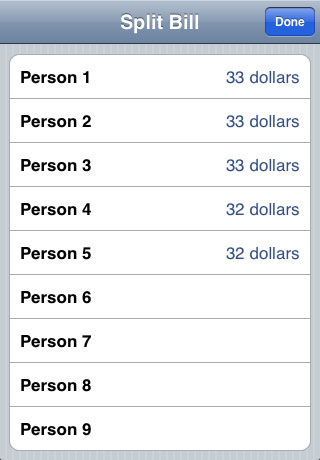 Split Bill
Done
Person 1 33 dollars
Person 2 33 dollars
Person 3 33 dollars
Person 4 32 dollars
Person 5 32 dollars
Person 6
Person 7
Person 8
Person 9